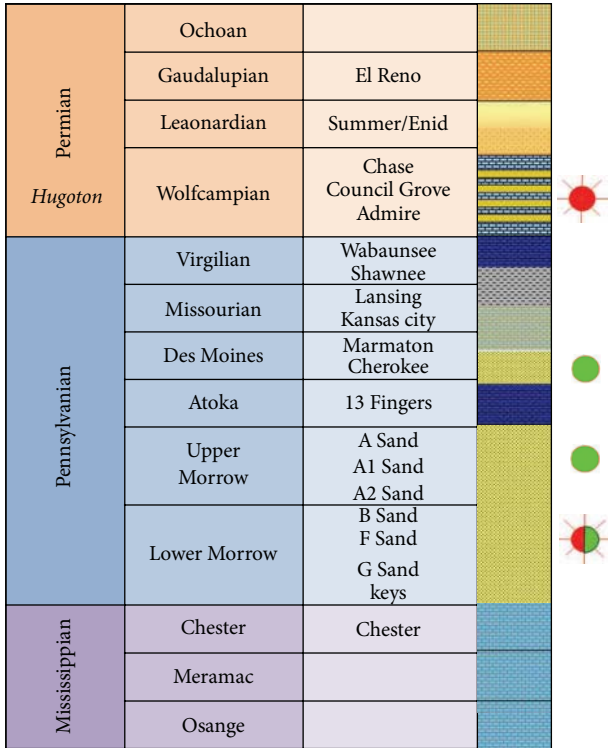 Permian
Hugoton
Ochoan
Gaudalupian
El Reno
Leaonardian
Summer/Enid
Wolfcampian
Chase
Council Grove
Admire
Pennsylvanian
Virgilian
Wabaunsee
Shawnee
Missourian
Lansing
Kansas city
Des Moines
Marmaton
Cherokee
Atoka
13 Fingers
Upper
Morrow
A Sand
A1 Sand
A2 Sand
Lower Morrow
B Sand
F Sand
G Sand
keys
Mississippian
Chester
Chester
Meramac
Osange